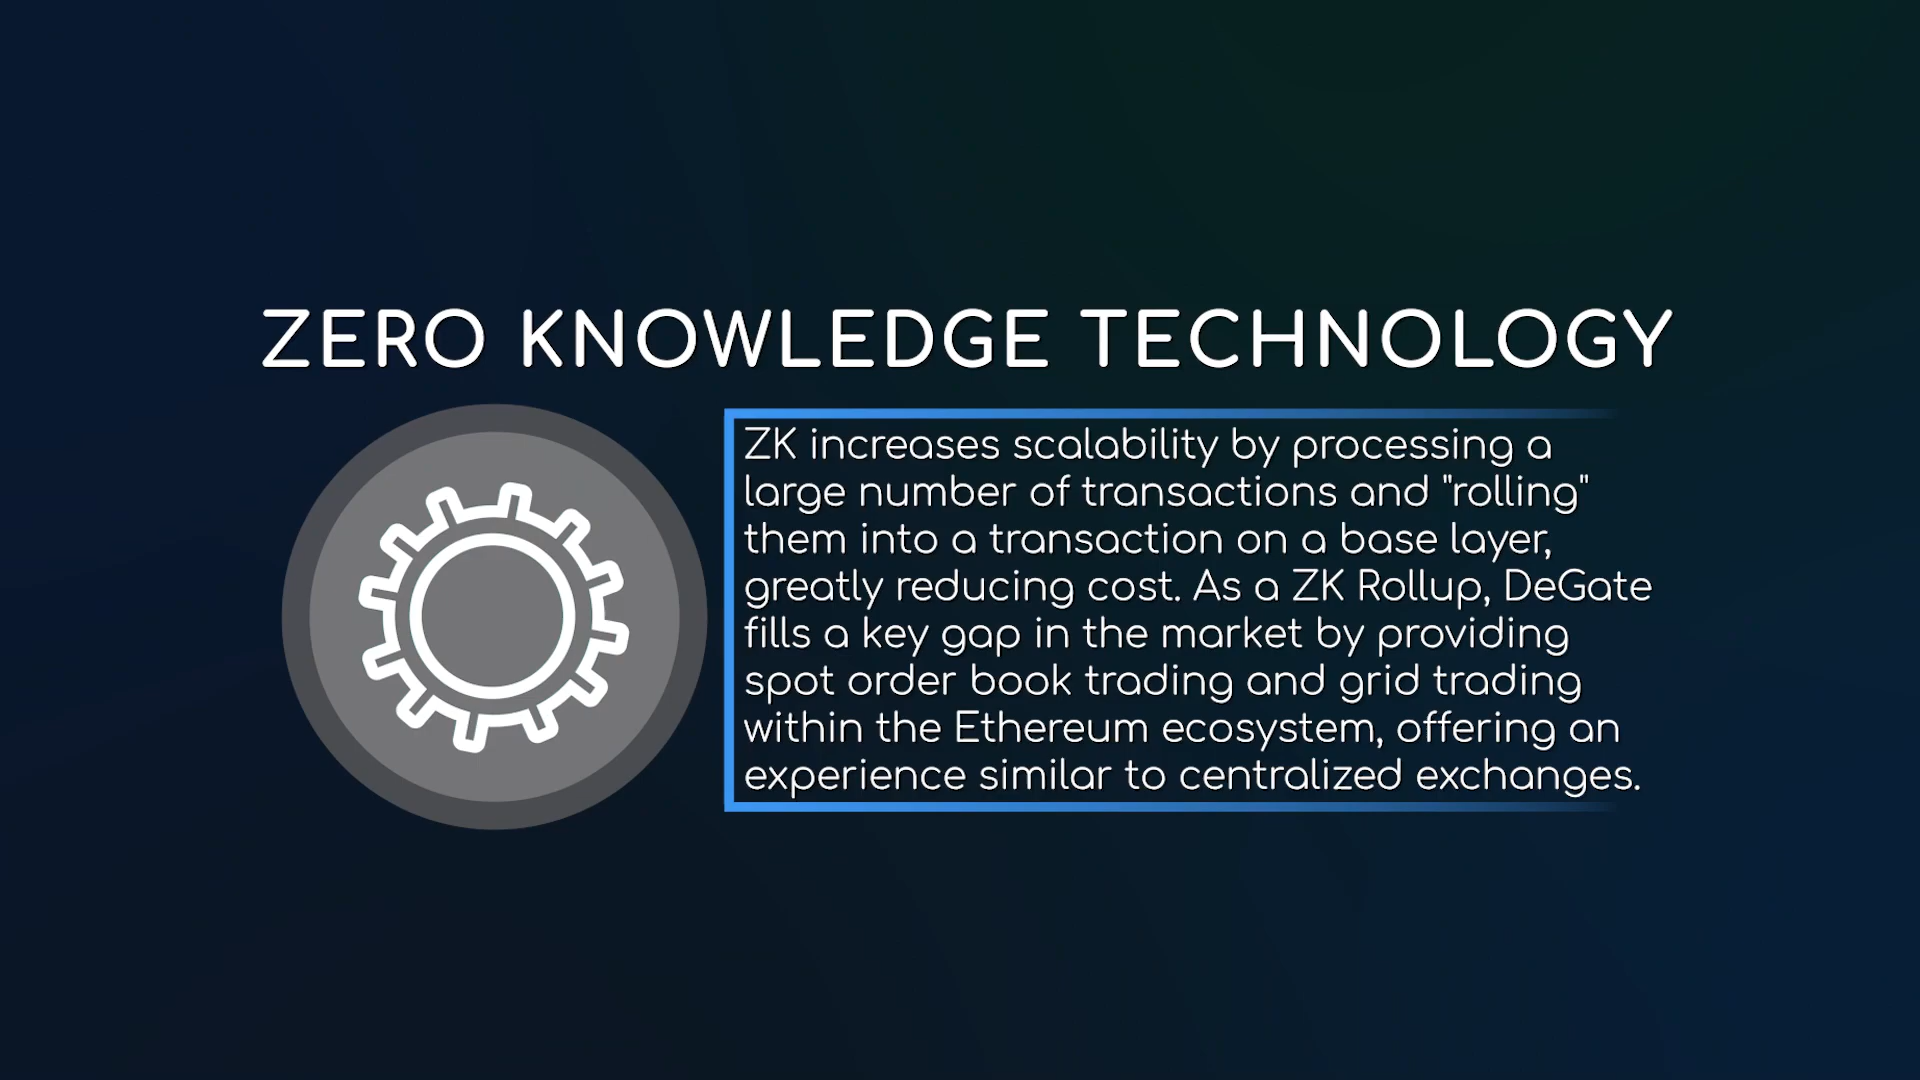 ZERO KNOWLEDGE TECHNOLOGY
ZK increases scalability by processing a
large number of transactions and "rolling"
them into a transaction on a base layer,
greatly reducing cost. As a ZK Rollup, DeGate
fills a key gap in the market by providing
spot order book trading and grid trading
within the Ethereum ecosystem, offering an
experience similar to centralized exchanges.